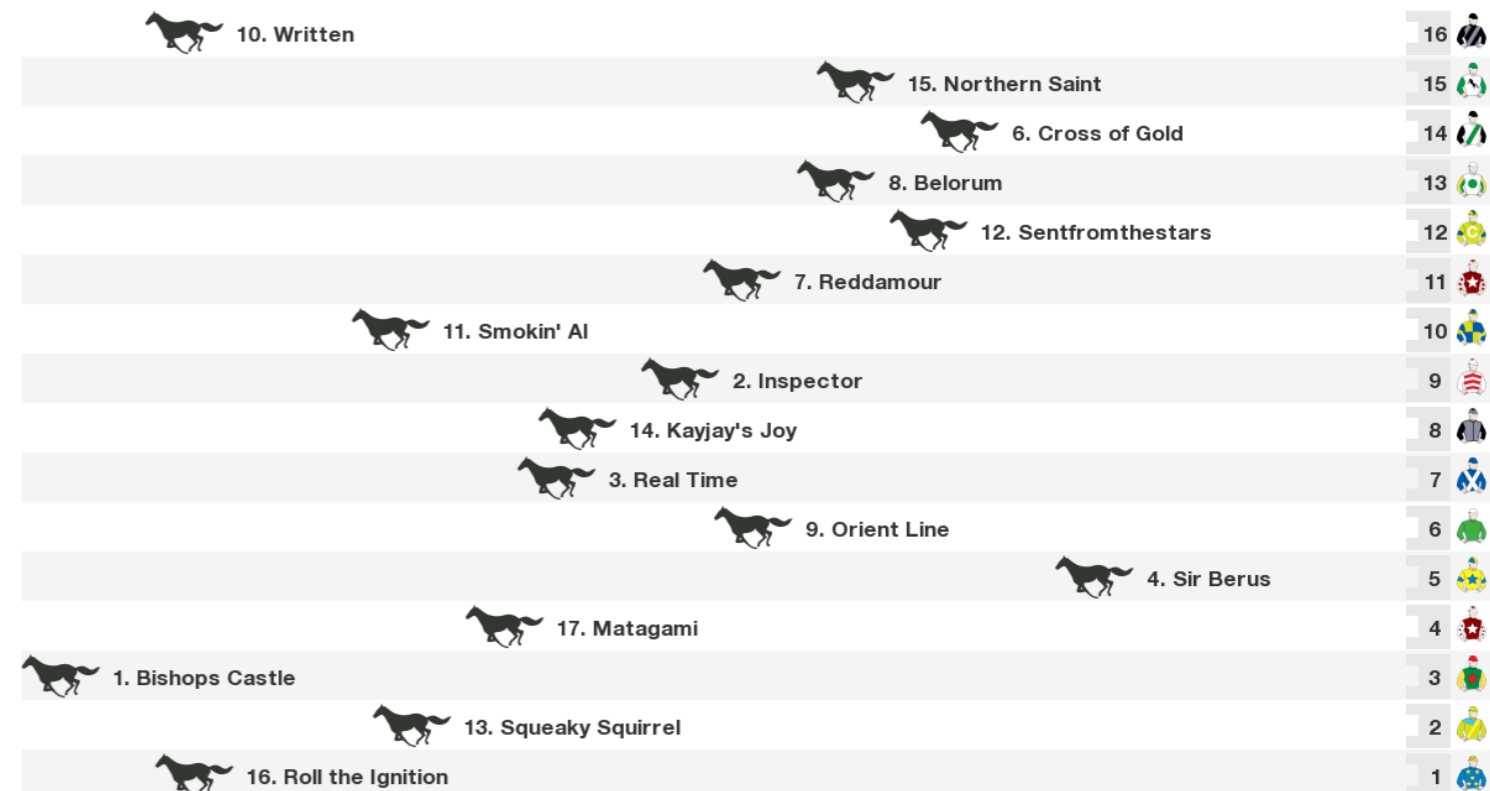 10. Written 16
15. Northern Saint 15
6. Cross of Gold 14
8. Belorum 13
12. Sentfromthestars 12 C
7. Reddamour 11
11. Smokin' Al 10
2. Inspector 9
14. Kayjay's Joy 8
3. Real Time 7
9. Orient Line 6
4. Sir Berus 5
17. Matagami 4
1. Bishops Castle 3
13. Squeaky Squirrel 2
16. Roll the Ignition 1